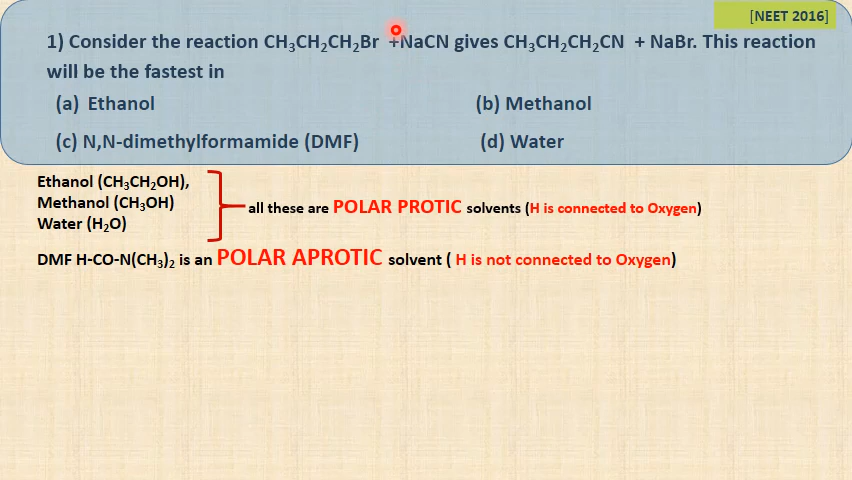 [NEET 2016]
1) Consider the reaction CH₃CH₂CH₂Br +NaCN gives CH₃CH₂CH₂CN + NaBr. This reaction
will be the fastest in
(a) Ethanol (b) Methanol
(c) N,N-dimethylformamide (DMF) (d) Water
Ethanol (CH₃CH₂OH),
Methanol (CH₃OH)
Water (H₂O)
all these are POLAR PROTIC solvents (H is connected to Oxygen)
DMF H-CO-N(CH₃)₂ is an POLAR APROTIC solvent ( H is not connected to Oxygen)